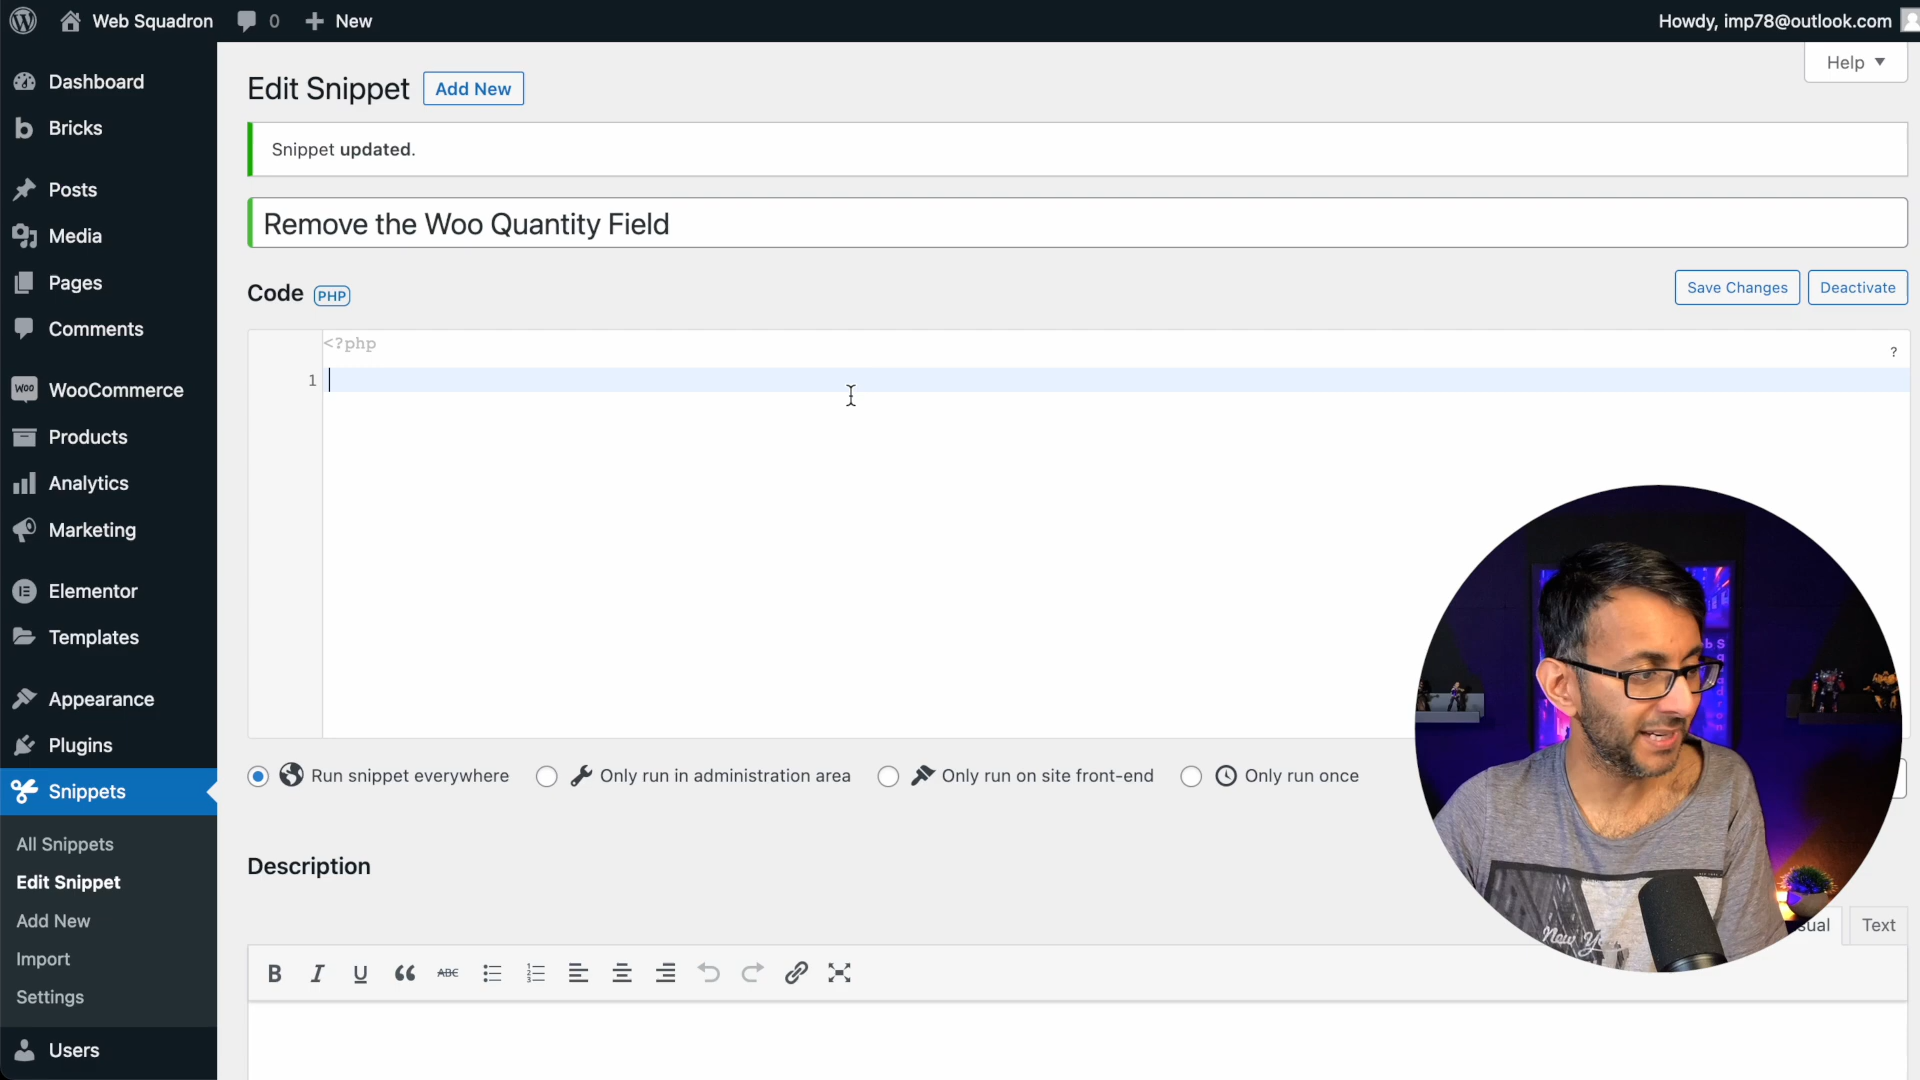 Web Squadron 0 New Howdy, imp78@outlook.com
Help
Dashboard
Bricks
Posts
Media
Pages
Comments
Woo WooCommerce
Products
Analytics
Marketing
Elementor
Templates
Appearance
Plugins
Snippets
All Snippets
Edit Snippet
Add New
Import
Settings
Users
Edit Snippet Add New
Snippet updated.
Remove the Woo Quantity Field
Code PHP Save Changes Deactivate
<?php
?
1
Run snippet everywhere Only run in administration area Only run on site front-end Only run once
Description
Text
B I U ABC
New